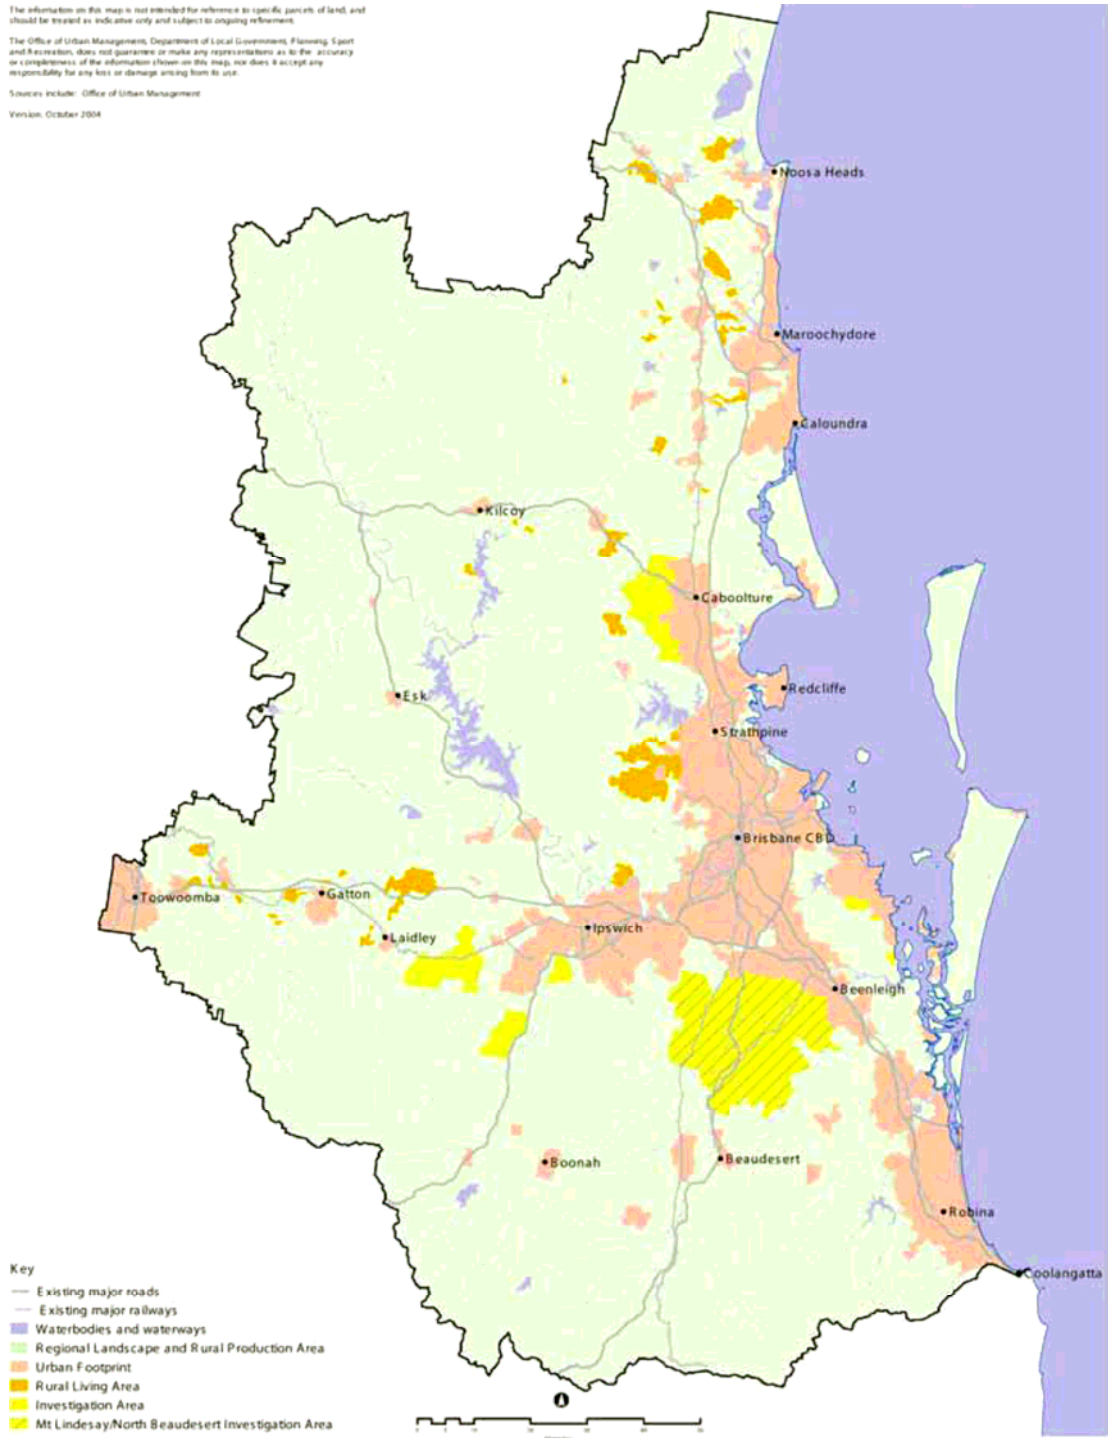 The information on this map is not intended for reference to specific parcels of land, and
should be treated as indicative only and subject to ongoing refinement.
The Office of Urban Management, Department of Local Government, Planning, Sport
and Recreation, does not guarantee or make any representations as to the accuracy
or completeness of the information shown on this map, nor does it accept any
responsibility for any loss or damage arising from its use.
Sources include: Office of Urban Management
Version: October 2004
Noosa Heads
Maroochydore
Caloundra
Kilcoy
Caboolture
Redcliffe
Esk
Strathpine
Brisbane CBD
Toowoomba
Gatton
Ipswich
Laidley
Beenleigh
Boonah
Beaudesert
Robina
Coolangatta
Key
Existing major roads
Existing major railways
Waterbodies and waterways
Regional Landscape and Rural Production Area
Urban Footprint
Rural Living Area
Investigation Area
Mt Lindesay/North Beaudesert Investigation Area